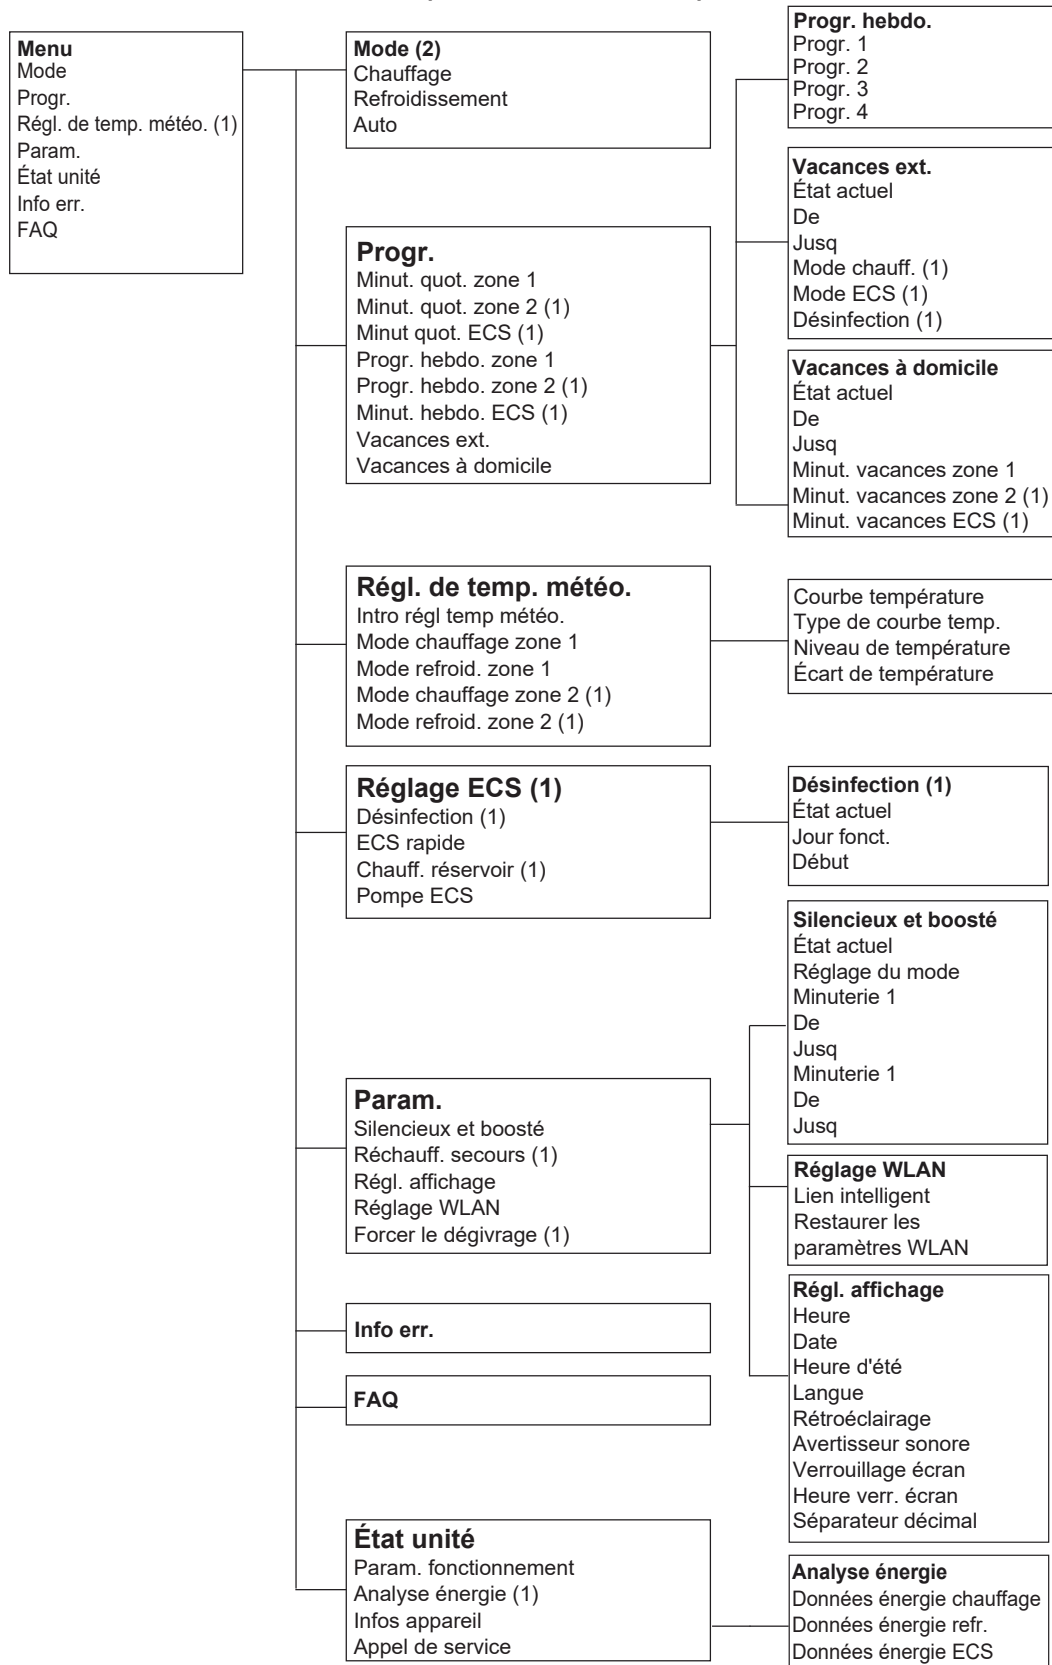 Menu
Mode
Progr.
Régl. de temp. météo. (1)
Param.
État unité
Info err.
FAQ
Mode (2)
Chauffage
Refroidissement
Auto
Progr.
Minut. quot. zone 1
Minut. quot. zone 2 (1)
Minut quot. ECS (1)
Progr. hebdo. zone 1
Progr. hebdo. zone 2 (1)
Minut. hebdo. ECS (1)
Vacances ext.
Vacances à domicile
Progr. hebdo.
Progr. 1
Progr. 2
Progr. 3
Progr. 4
Vacances ext.
État actuel
De
Jusq
Mode chauff. (1)
Mode ECS (1)
Désinfection (1)
Vacances à domicile
État actuel
De
Jusq
Minut. vacances zone 1
Minut. vacances zone 2 (1)
Minut. vacances ECS (1)
Régl. de temp. météo.
Intro régl temp météo.
Mode chauffage zone 1
Mode refroid. zone 1
Mode chauffage zone 2 (1)
Mode refroid. zone 2 (1)
Courbe température
Type de courbe temp.
Niveau de température
Écart de température
Réglage ECS (1)
Désinfection (1)
ECS rapide
Chauff. réservoir (1)
Pompe ECS
Désinfection (1)
État actuel
Jour fonct.
Début
Param.
Silencieux et boosté
Réchauff. secours (1)
Régl. affichage
Réglage WLAN
Forcer le dégivrage (1)
Silencieux et boosté
État actuel
Réglage du mode
Minuterie 1
De
Jusq
Minuterie 1
De
Jusq
Réglage WLAN
Lien intelligent
Restaurer les
paramètres WLAN
Régl. affichage
Heure
Date
Heure d'été
Langue
Rétroéclairage
Avertisseur sonore
Verrouillage écran
Heure verr. écran
Séparateur décimal
Info err.
FAQ
État unité
Param. fonctionnement
Analyse énergie (1)
Infos appareil
Appel de service
Analyse énergie
Données énergie chauffage
Données énergie refr.
Données énergie ECS